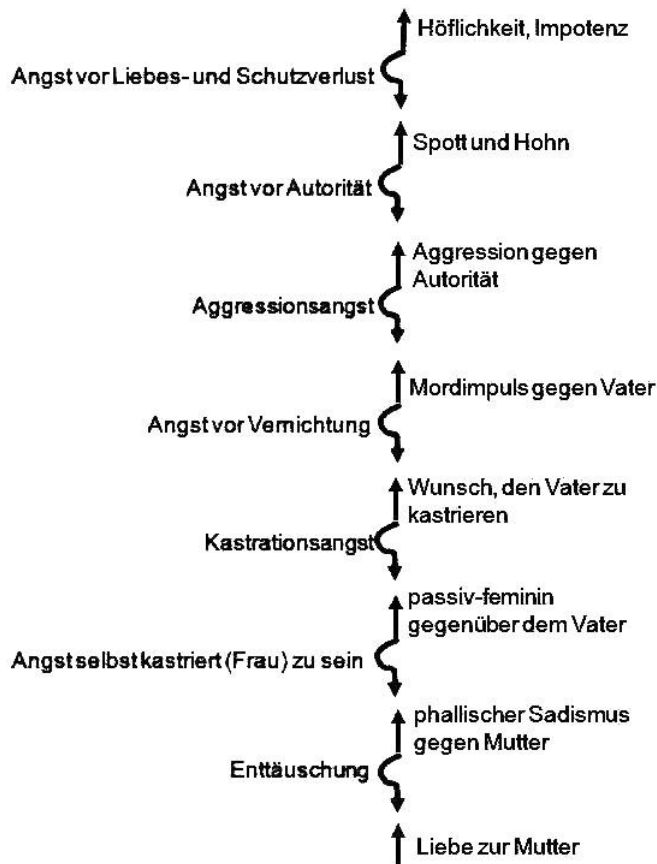 Höflichkeit, Impotenz
Angst vor Liebes- und Schutzverlust
Spott und Hohn
Angst vor Autorität
Aggression gegen
Autorität
Aggressionsangst
Mordimpuls gegen Vater
Angst vor Vernichtung
Wunsch, den Vater zu
kastrieren
Kastrationsangst
passiv-feminin
gegenüber dem Vater
Angst selbst kastriert (Frau) zu sein
phallischer Sadismus
gegen Mutter
Enttäuschung
Liebe zur Mutter